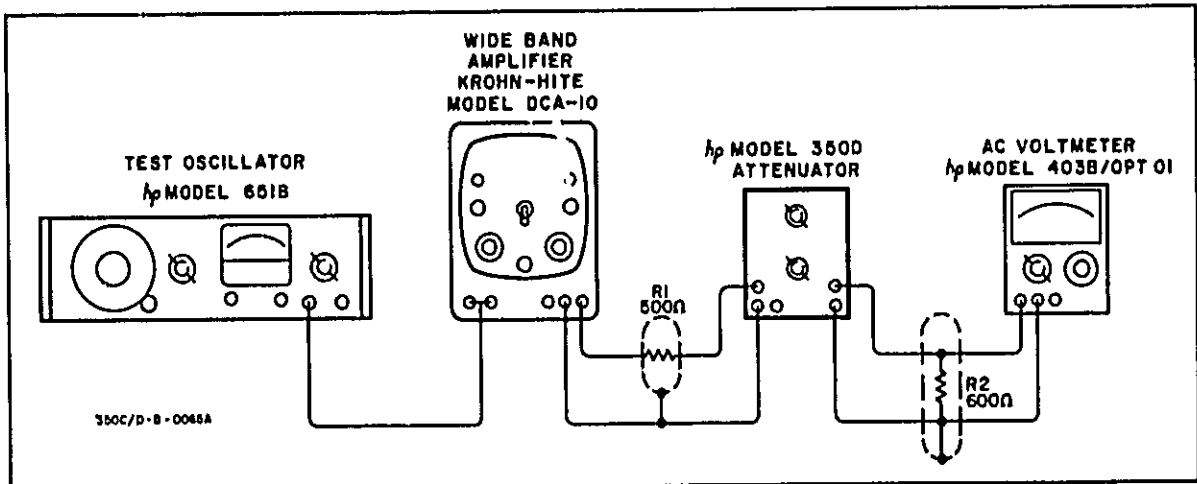 WIDE BAND
AMPLIFIER
KROHN-HITE
MODEL DCA-10
TEST OSCILLATOR
hp MODEL 651B
hp MODEL 350D
ATTENUATOR
AC VOLTMETER
hp MODEL 403B/OPT 01
R1
500Ω
R2
600Ω
350C/D-B-0065A